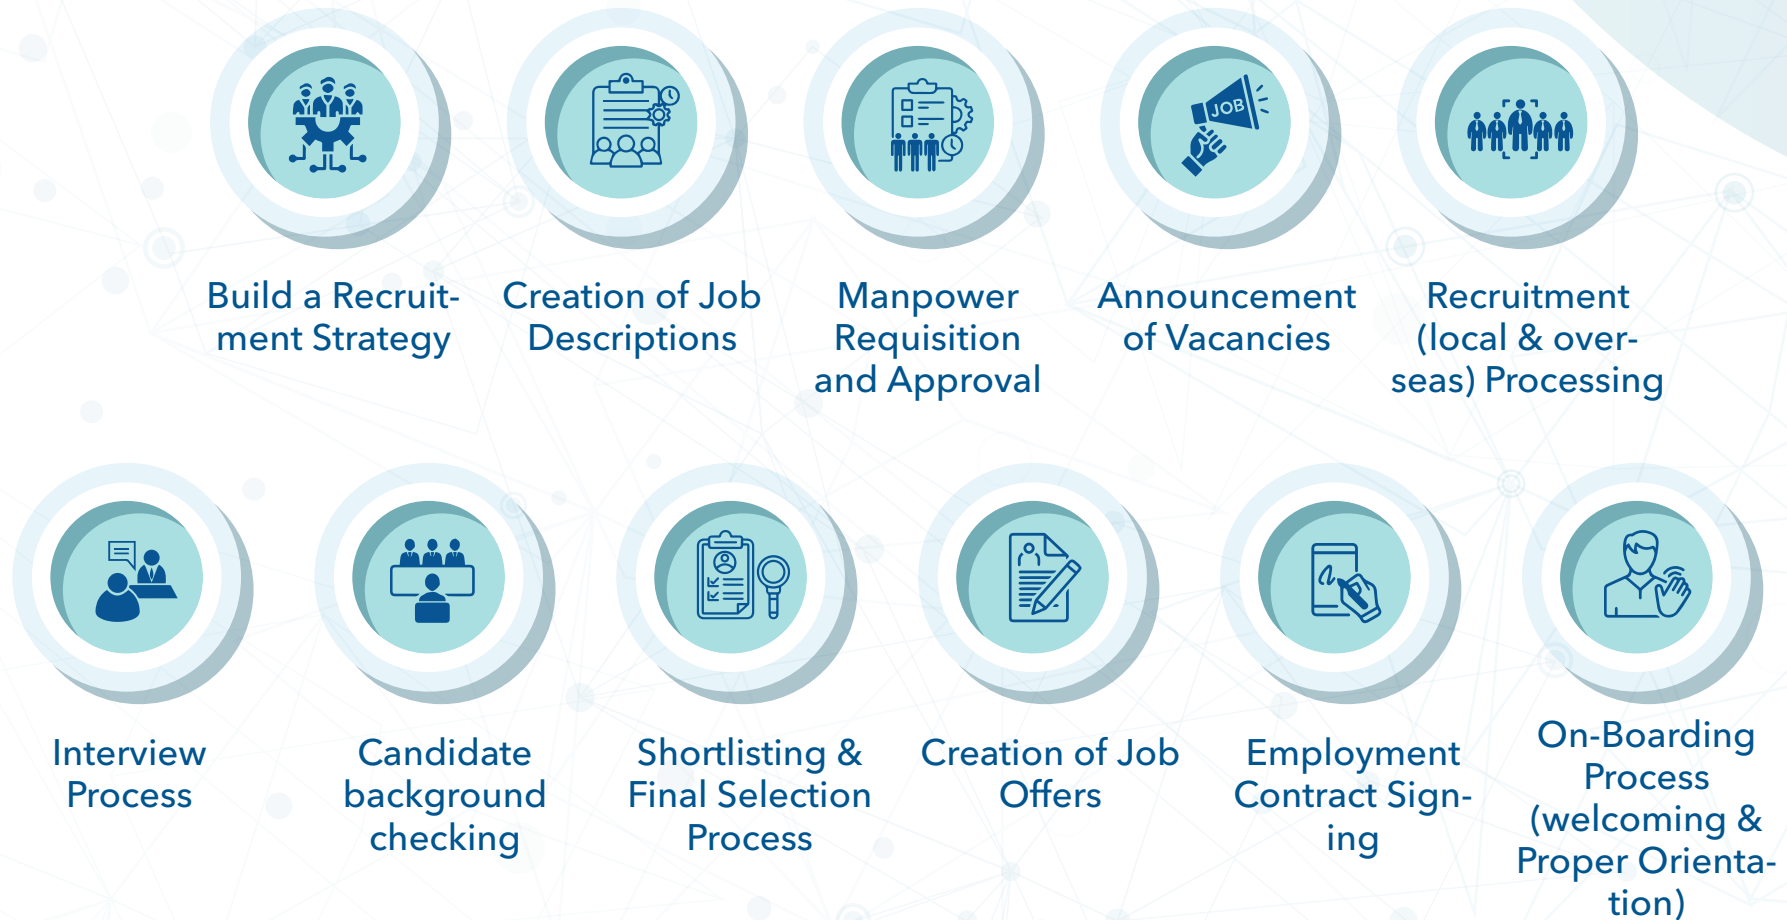 JOB
Build a Recruit-
ment Strategy
Creation of Job
Descriptions
Manpower
Requisition
and Approval
Announcement
of Vacancies
Recruitment
(local & over-
seas) Processing
Interview
Process
Candidate
background
checking
Shortlisting &
Final Selection
Process
Creation of Job
Offers
Employment
Contract Sign-
ing
On-Boarding
Process
(welcoming &
Proper Orienta-
tion)